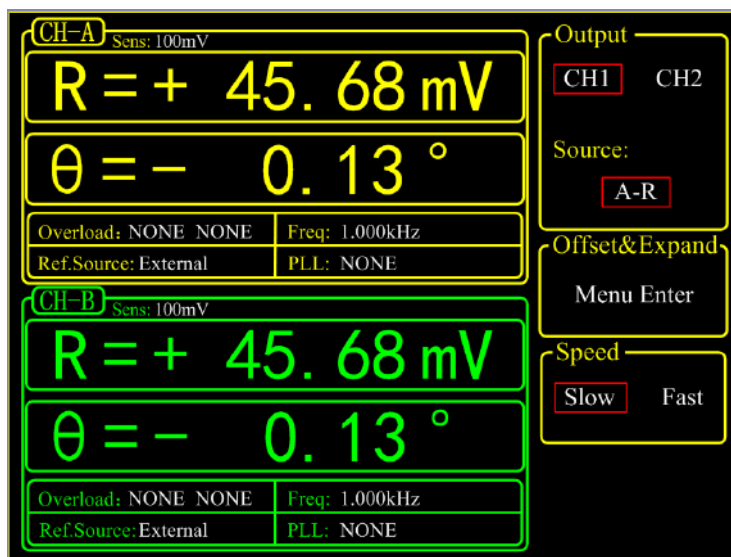 CH-A Sens: 100mV
R=+ 45.68 mV
θ=- 0.13 °
Overload: NONE NONE Freq: 1.000kHz
Ref.Source: External PLL: NONE
CH-B Sens: 100mV
R=+ 45.68 mV
θ=- 0.13 °
Overload: NONE NONE Freq: 1.000kHz
Ref.Source: External PLL: NONE
Output
CH1 CH2
Source:
A-R
Offset&Expand
Menu Enter
Speed
Slow Fast